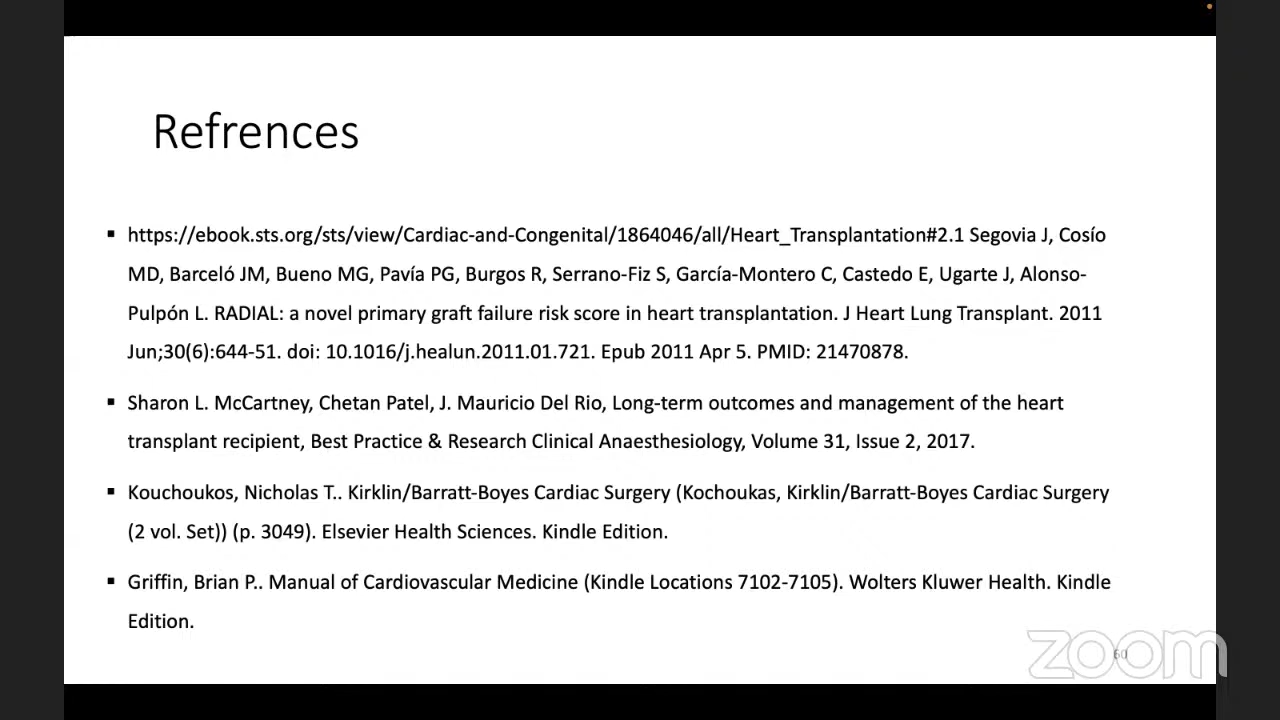 Refrences
▪ https://ebook.sts.org/sts/view/Cardiac-and-Congenital/1864046/all/Heart_Transplantation#2.1 Segovia J, Cosío
MD, Barceló JM, Bueno MG, Pavía PG, Burgos R, Serrano-Fiz S, García-Montero C, Castedo E, Ugarte J, Alonso-
Pulpón L. RADIAL: a novel primary graft failure risk score in heart transplantation. J Heart Lung Transplant. 2011
Jun;30(6):644-51. doi: 10.1016/j.healun.2011.01.721. Epub 2011 Apr 5. PMID: 21470878.
▪ Sharon L. McCartney, Chetan Patel, J. Mauricio Del Rio, Long-term outcomes and management of the heart
transplant recipient, Best Practice & Research Clinical Anaesthesiology, Volume 31, Issue 2, 2017.
▪ Kouchoukos, Nicholas T.. Kirklin/Barratt-Boyes Cardiac Surgery (Kochoukas, Kirklin/Barratt-Boyes Cardiac Surgery
(2 vol. Set)) (p. 3049). Elsevier Health Sciences. Kindle Edition.
▪ Griffin, Brian P.. Manual of Cardiovascular Medicine (Kindle Locations 7102-7105). Wolters Kluwer Health. Kindle
Edition.
60
zoom